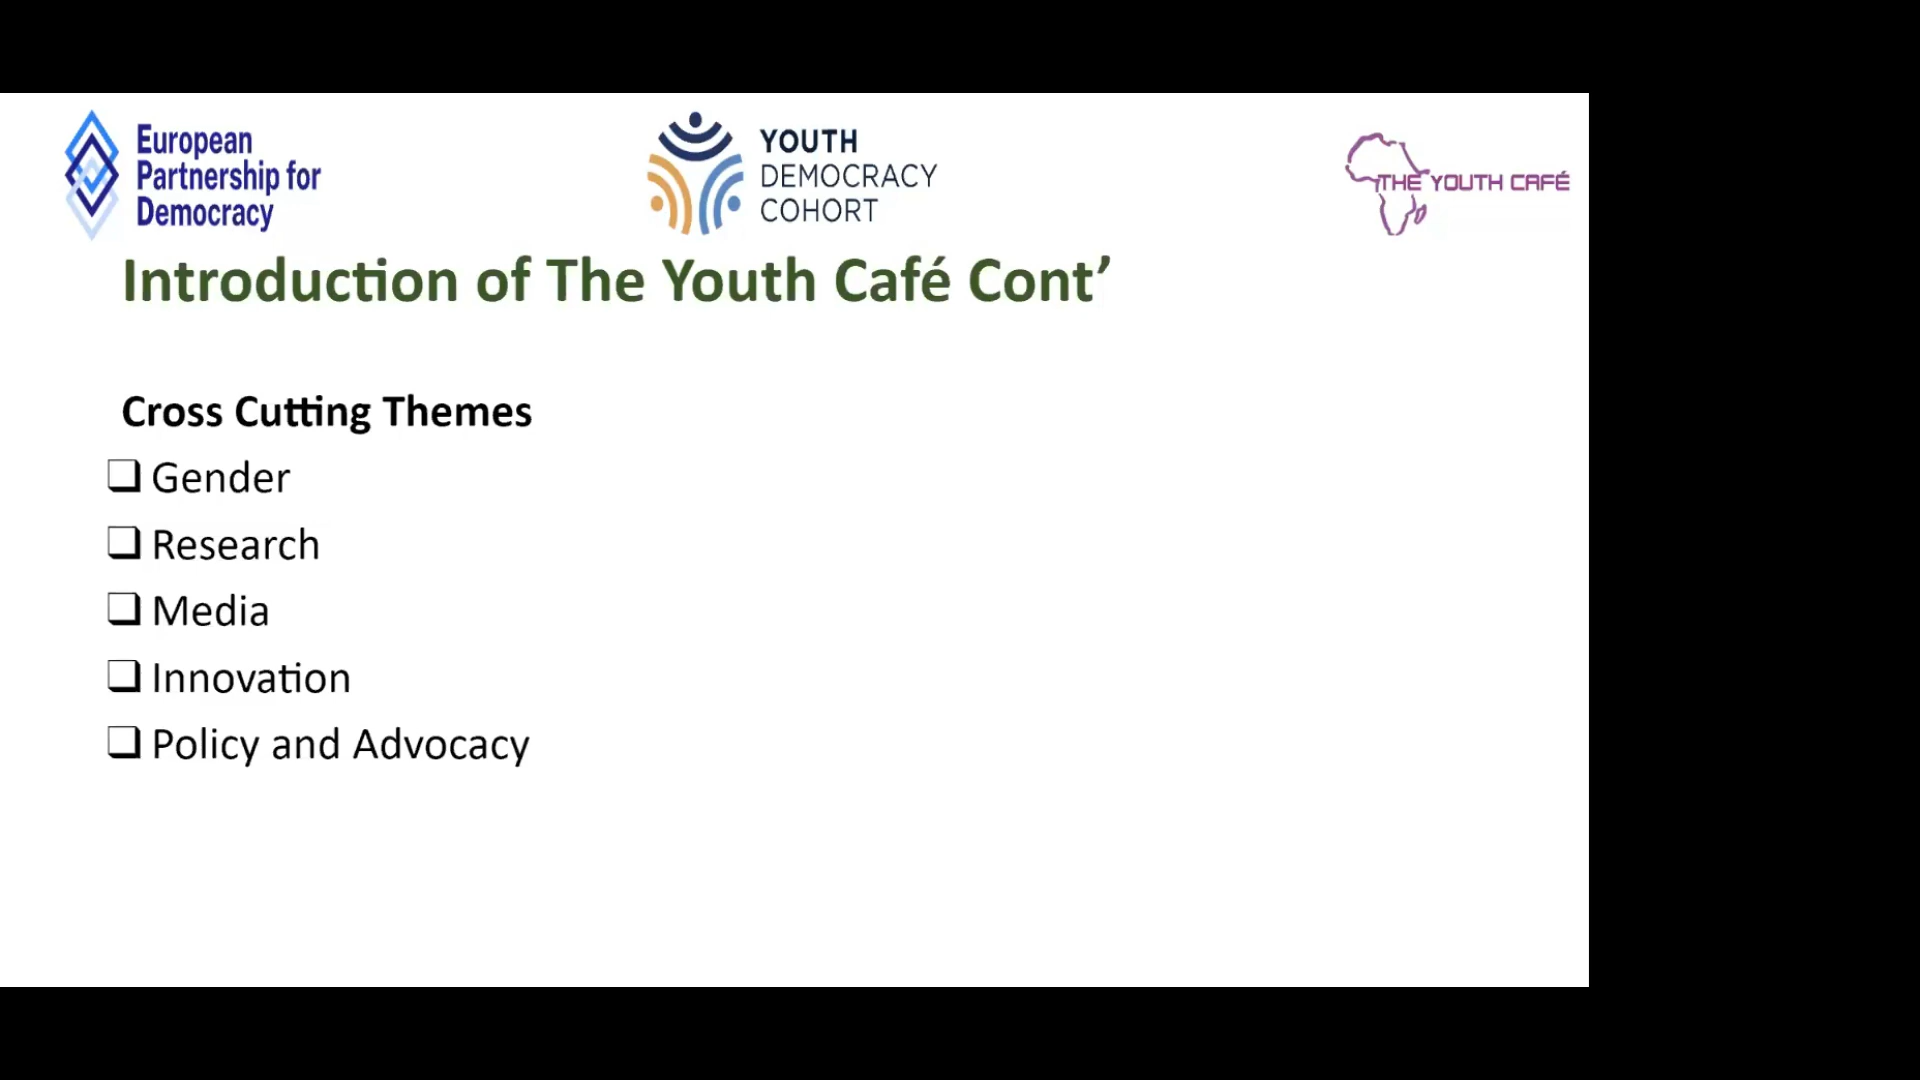 European
Partnership for
Democracy
YOUTH
DEMOCRACY
COHORT
THE YOUTH CAFÉ
Introduction of The Youth Café Cont’
Cross Cutting Themes
❑ Gender
❑ Research
❑ Media
❑ Innovation
❑ Policy and Advocacy